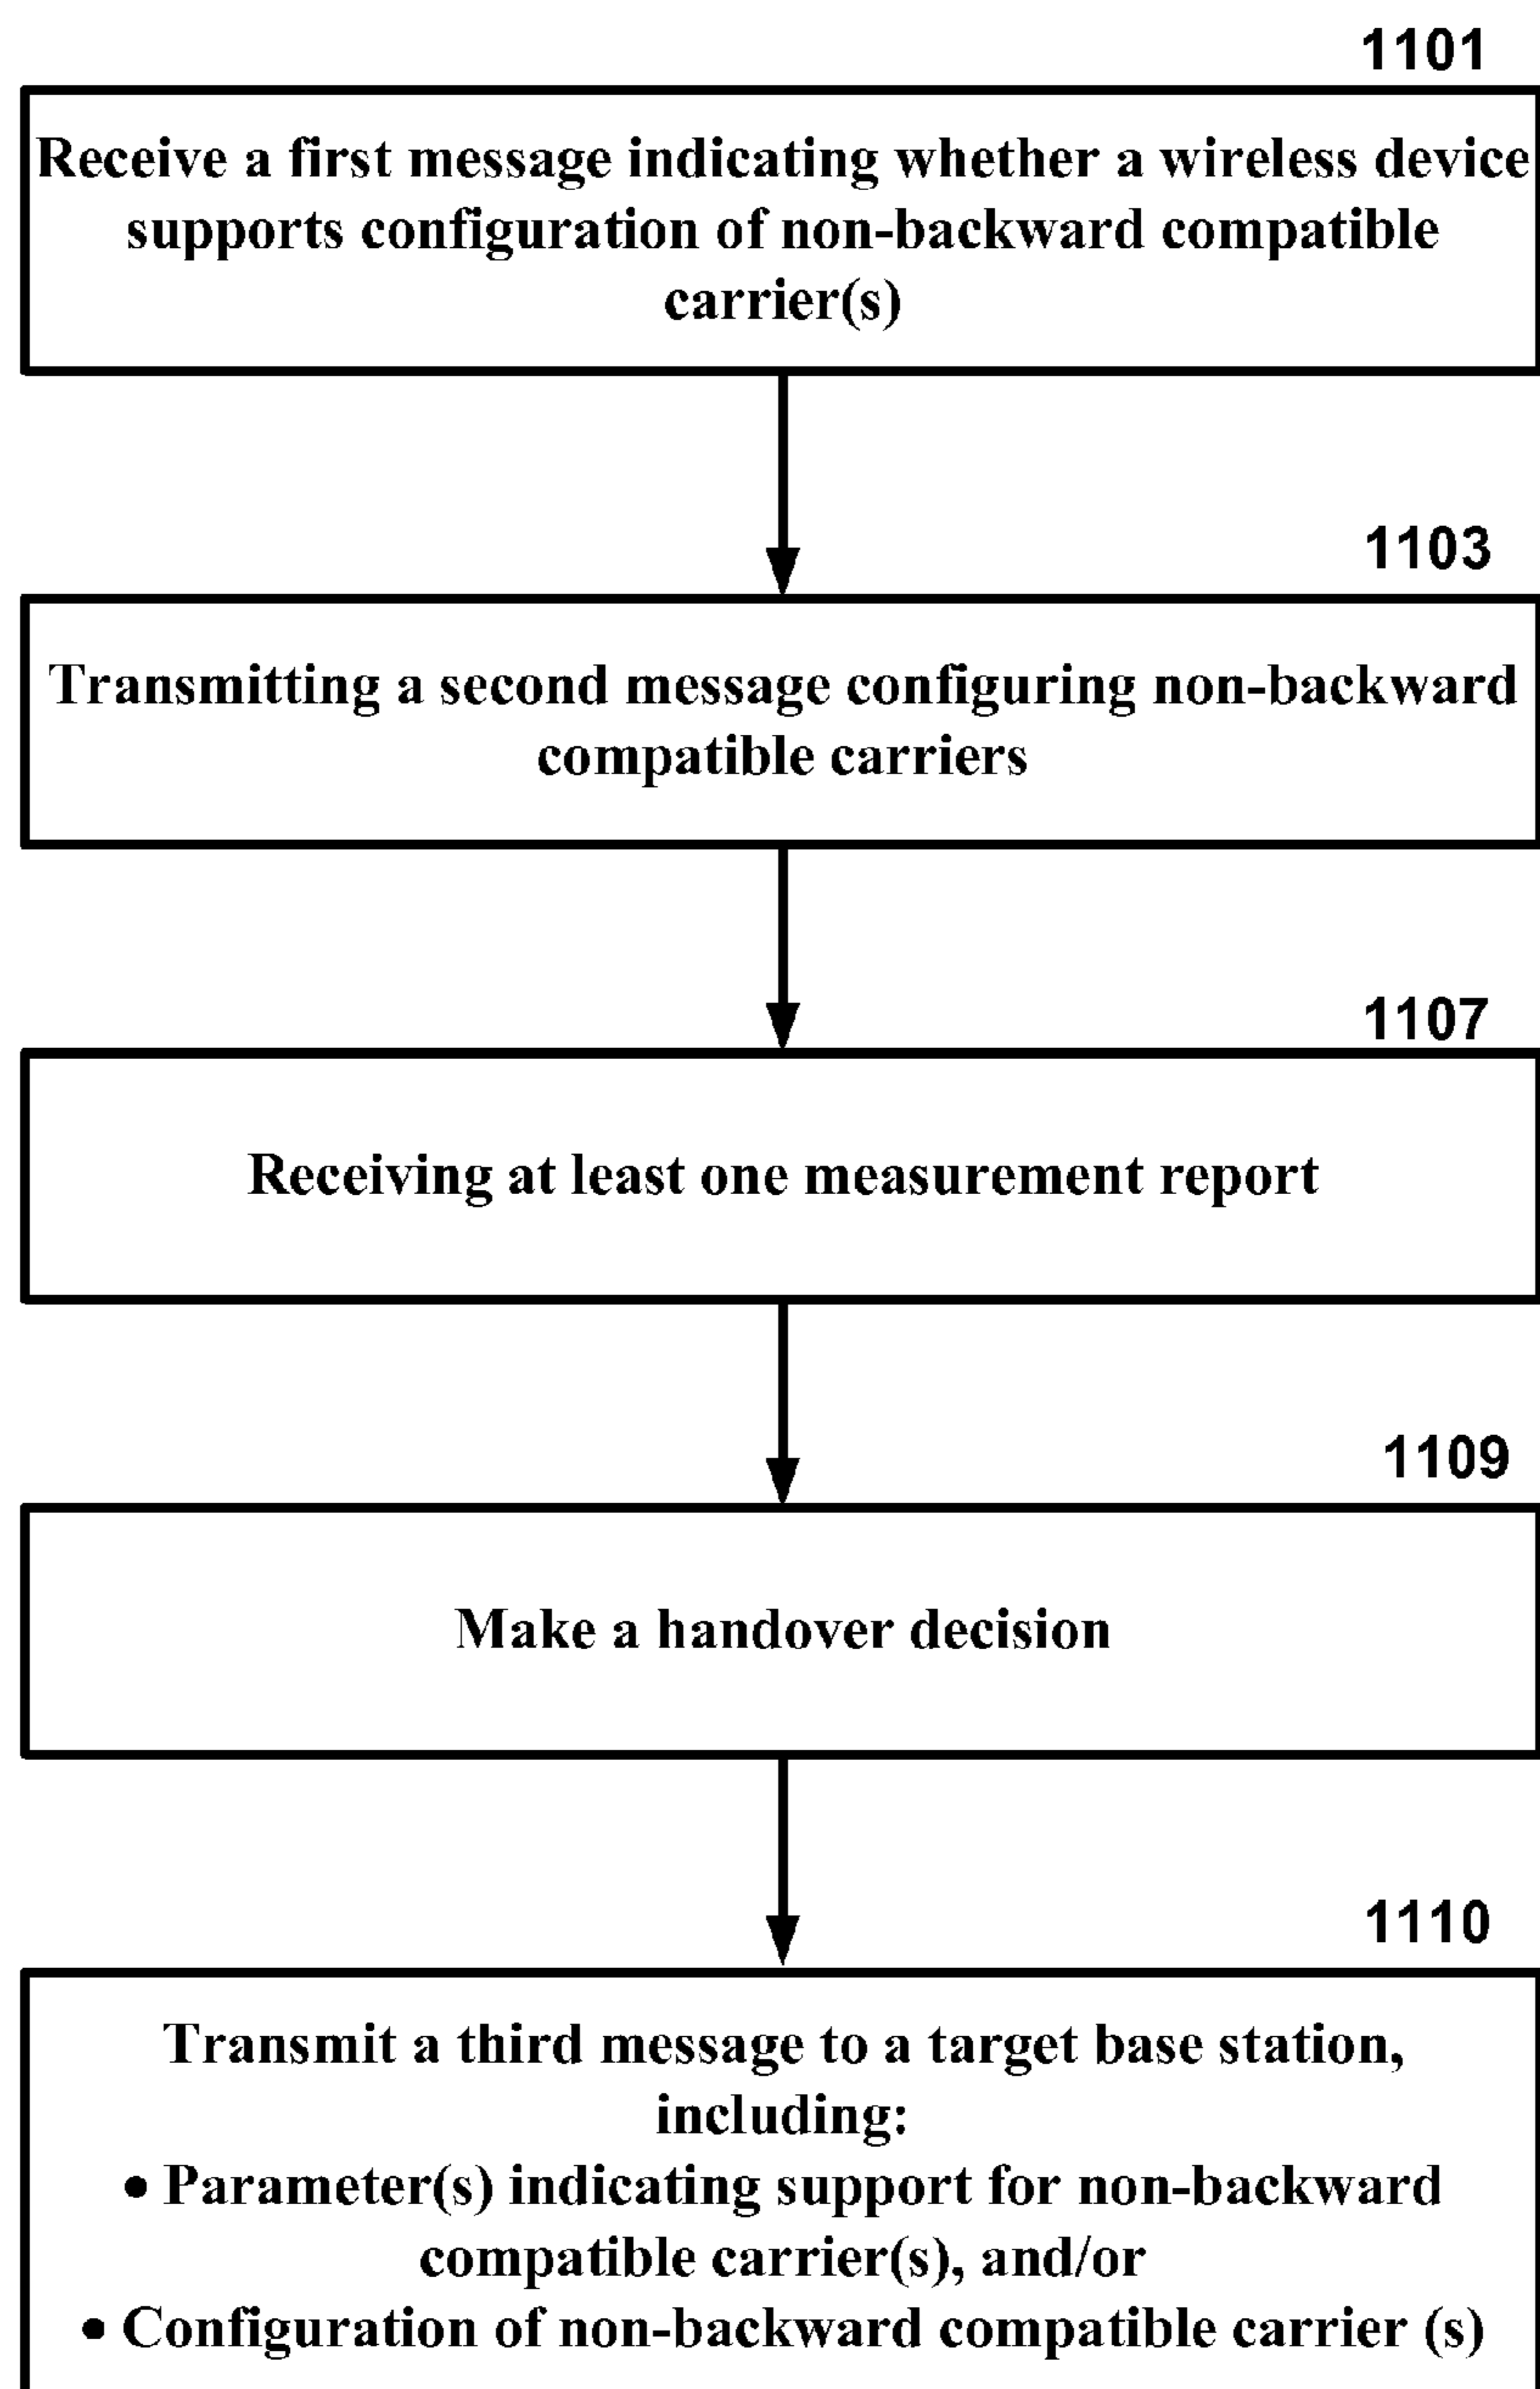 1101
Receive a first message indicating whether a wireless device
supports configuration of non-backward compatible
carrier(s)
1103
Transmitting a second message configuring non-backward
compatible carriers
1107
Receiving at least one measurement report
1109
Make a handover decision
1110
Transmit a third message to a target base station,
including:
• Parameter(s) indicating support for non-backward
compatible carrier(s), and/or
• Configuration of non-backward compatible carrier (s)